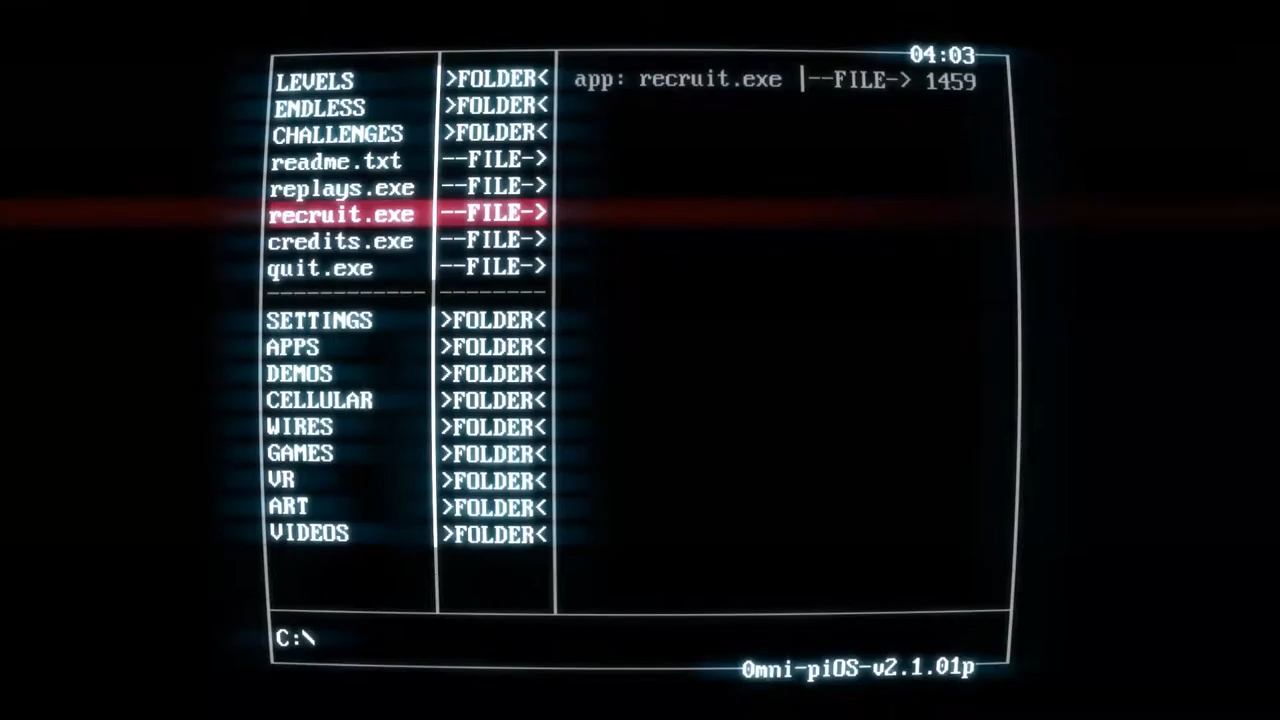 04:03
LEVELS >FOLDER< app: recruit.exe |--FILE-> 1459
ENDLESS >FOLDER<
CHALLENGES >FOLDER<
readme.txt --FILE->
replays.exe --FILE->
recruit.exe --FILE->
credits.exe --FILE->
quit.exe --FILE->
SETTINGS >FOLDER<
APPS >FOLDER<
DEMOS >FOLDER<
CELLULAR >FOLDER<
WIRES >FOLDER<
GAMES >FOLDER<
VR >FOLDER<
ART >FOLDER<
VIDEOS >FOLDER<
C:\
Omni-piOS-v2.1.01p